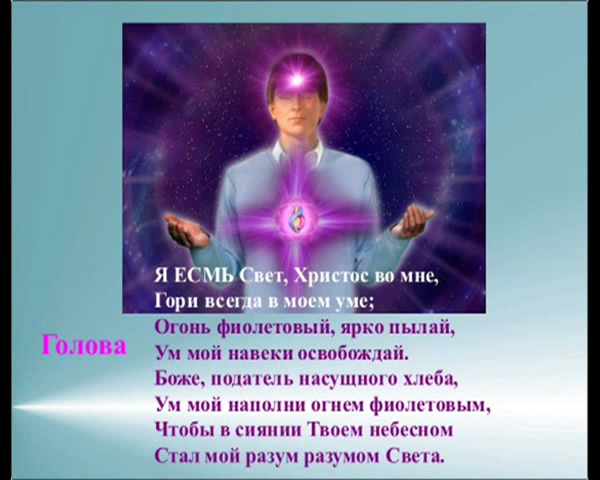 Я ЕСМЬ Свет, Христос во мне,
Гори всегда в моем уме;
Огонь фиолетовый, ярко пылай,
Голова
Ум мой навеки освобождай.
Боже, податель насущного хлеба,
Ум мой наполни огнем фиолетовым,
Чтобы в сиянии Твоем небесном
Стал мой разум разумом Света.